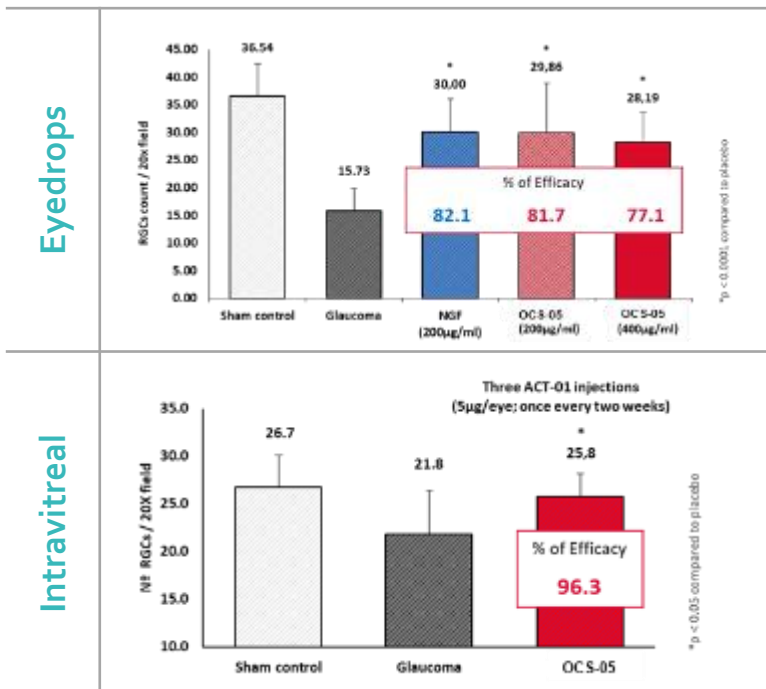 Eyedrops
RGCs count / 20x field
45.00
40.00
35.00
30.00
25.00
20.00
15.00
10.00
5.00
0.00
36.54
15.73
*
30,00
*
29,86
*
28,19
% of Efficacy
82.1 81.7 77.1
Sham control Glaucoma NGF (200µg/ml) OCS-05 (200µg/ml) OCS-05 (400µg/ml)
*p < 0.0001 compared to placebo
Intravitreal
Nº RGCs / 20X field
Three ACT-01 injections
(5µg/eye; once every two weeks)
35.0
30.0
25.0
20.0
15.0
10.0
26.7
21.8
*
25,8
% of Efficacy
96.3
Sham control Glaucoma OCS-05
*p < 0.05 compared to placebo